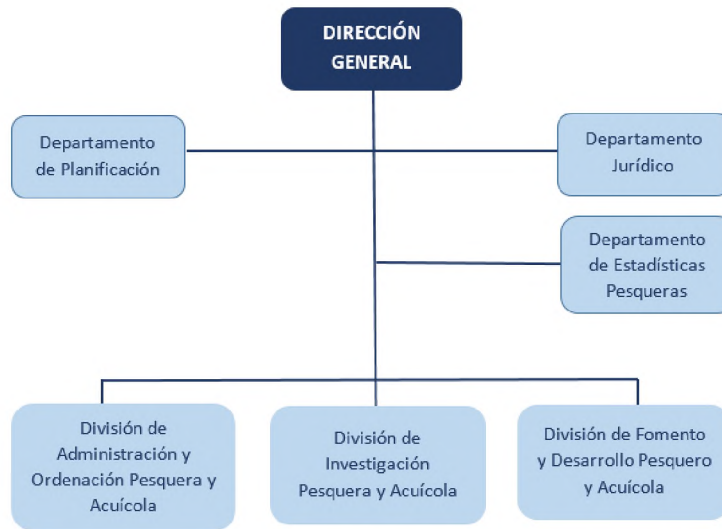 DIRECCIÓN
GENERAL
Departamento
de Planificación
Departamento
Jurídico
Departamento
de Estadísticas
Pesqueras
División de
Administración y
Ordenación Pesquera y
Acuícola
División de
Investigación
Pesquera y Acuícola
División de Fomento
y Desarrollo Pesquero
y Acuícola